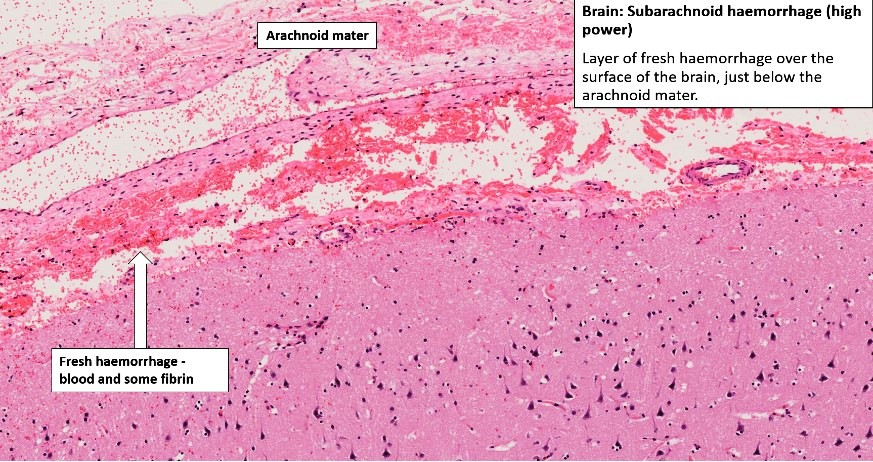 Arachnoid mater
Brain: Subarachnoid haemorrhage (high
power)
Layer of fresh haemorrhage over the
surface of the brain, just below the
arachnoid mater.
Fresh haemorrhage -
blood and some fibrin